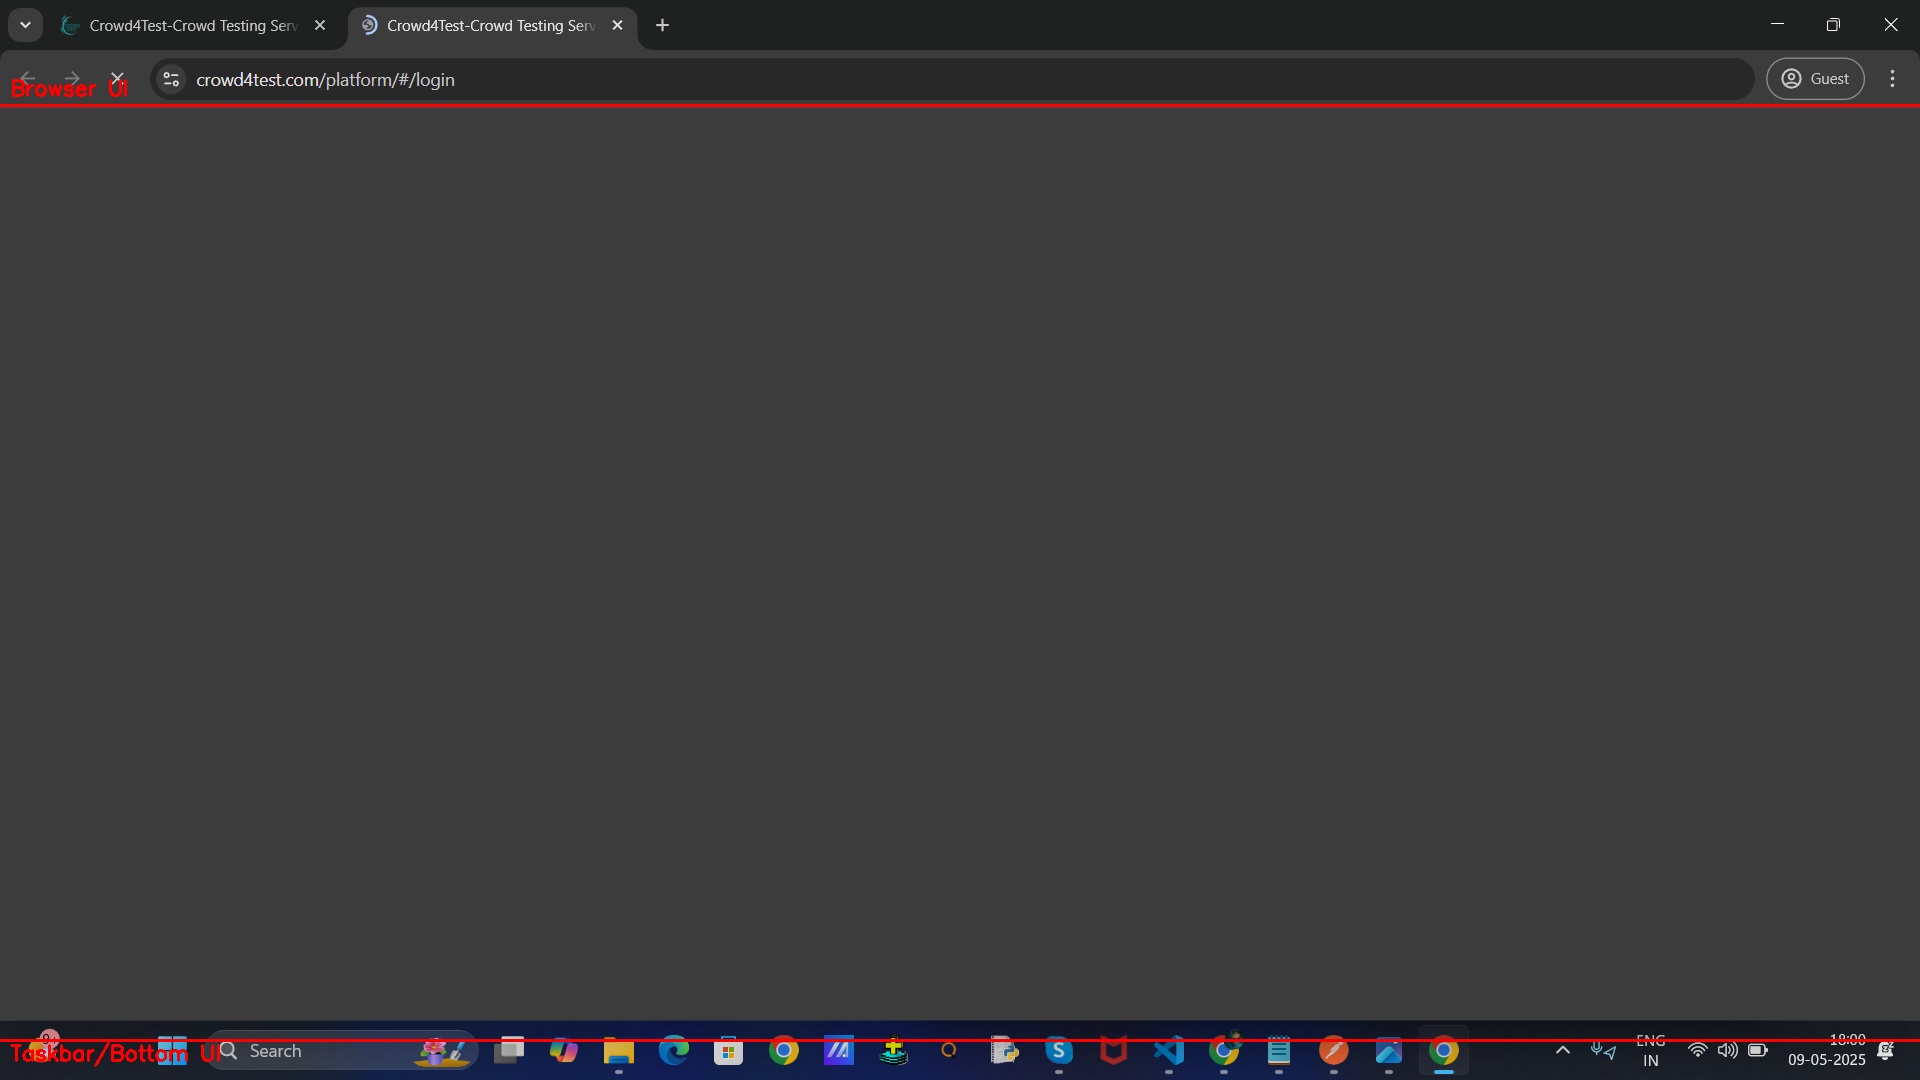 Crowd4Test-Crowd Testing Serv
Crowd4Test-Crowd Testing Serv
crowd4test.com/platform/#/login
Guest
Browser UI
Search
Taskbar/Bottom UI
ENG
IN
18:00
09-05-2025